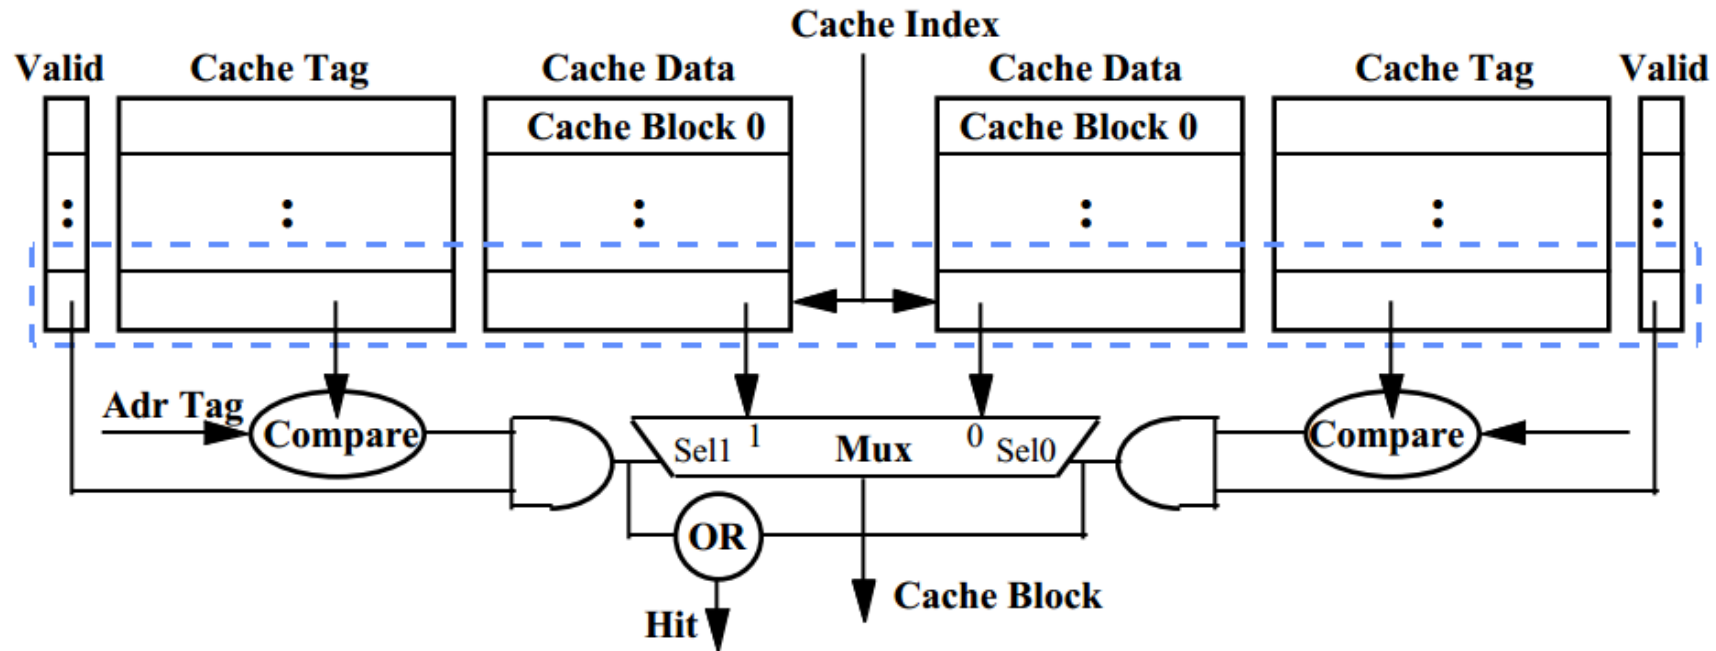 Cache Index
Valid Cache Tag Cache Data Cache Data Cache Tag Valid
Cache Block 0 Cache Block 0
Adr Tag
Compare Sel1 1 Mux 0 Sel0 Compare
OR
Cache Block
Hit